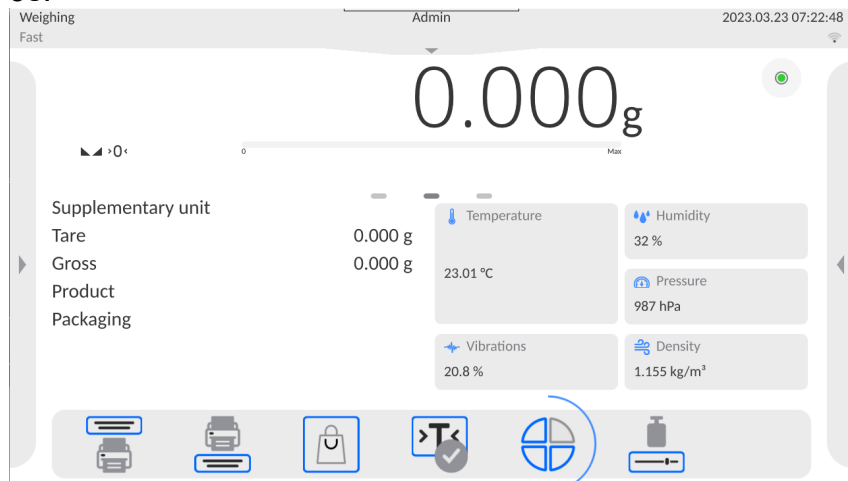 Weighing Admin 2023.03.23 07:22:48
Fast
0.000 g
>0<
0 Max
Supplementary unit
Tare 0.000 g
Gross 0.000 g
Product
Packaging
Temperature
23.01 °C
Humidity
32 %
Pressure
987 hPa
Vibrations
20.8 %
Density
1.155 kg/m³
>T<